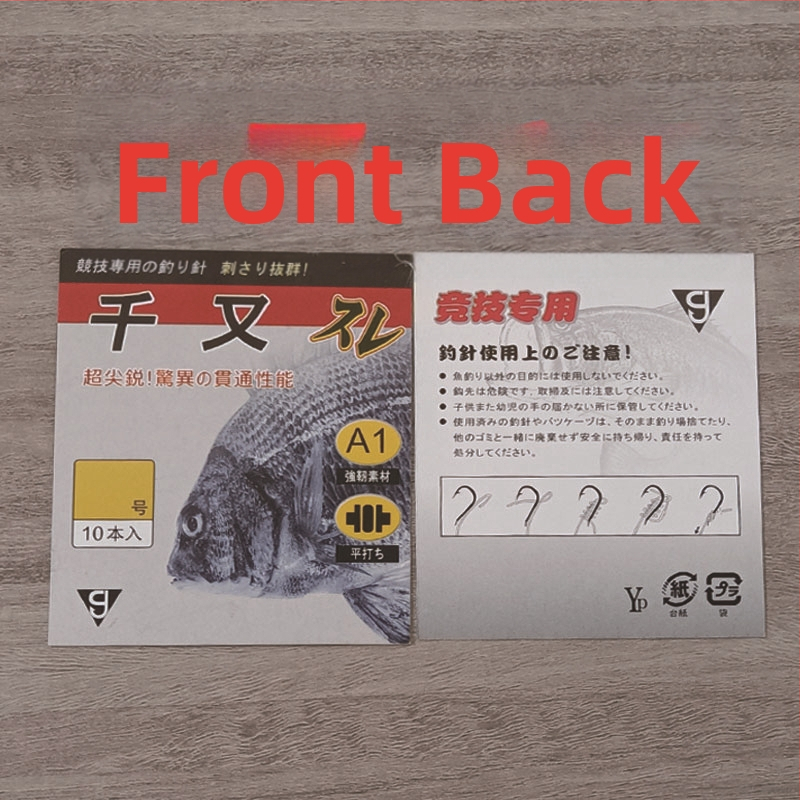 Front Back
競技専用の釣り針 刺さり抜群!
千又 スレ
超尖鋭!驚異の貫通性能
A1
強靭素材
平打ち
号
10本入
竞技专用
釣針使用上のご注意!
● 魚釣り以外の目的には使用しないでください。
● 鈎先は危険です、取締及には注意してください。
● 子供また幼児の手の届かない所に保管してください。
● 使用済みの釣針やパッケージは、そのまま釣り場捨てたり、
他のゴミと一緒に廃棄せず安全に持ち帰り、責任を持って
処分してください。
Yp
紙
台紙
プラ
袋